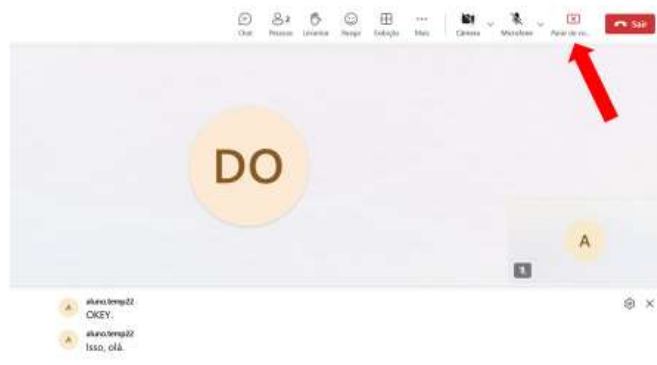 Chat Pessoas 2 Levantar Reagir Exibição Mais Câmera Microfone Parar de co... Sair
DO
A
A aluno.temp22
OKEY.
A aluno.temp22
Isso, olá.